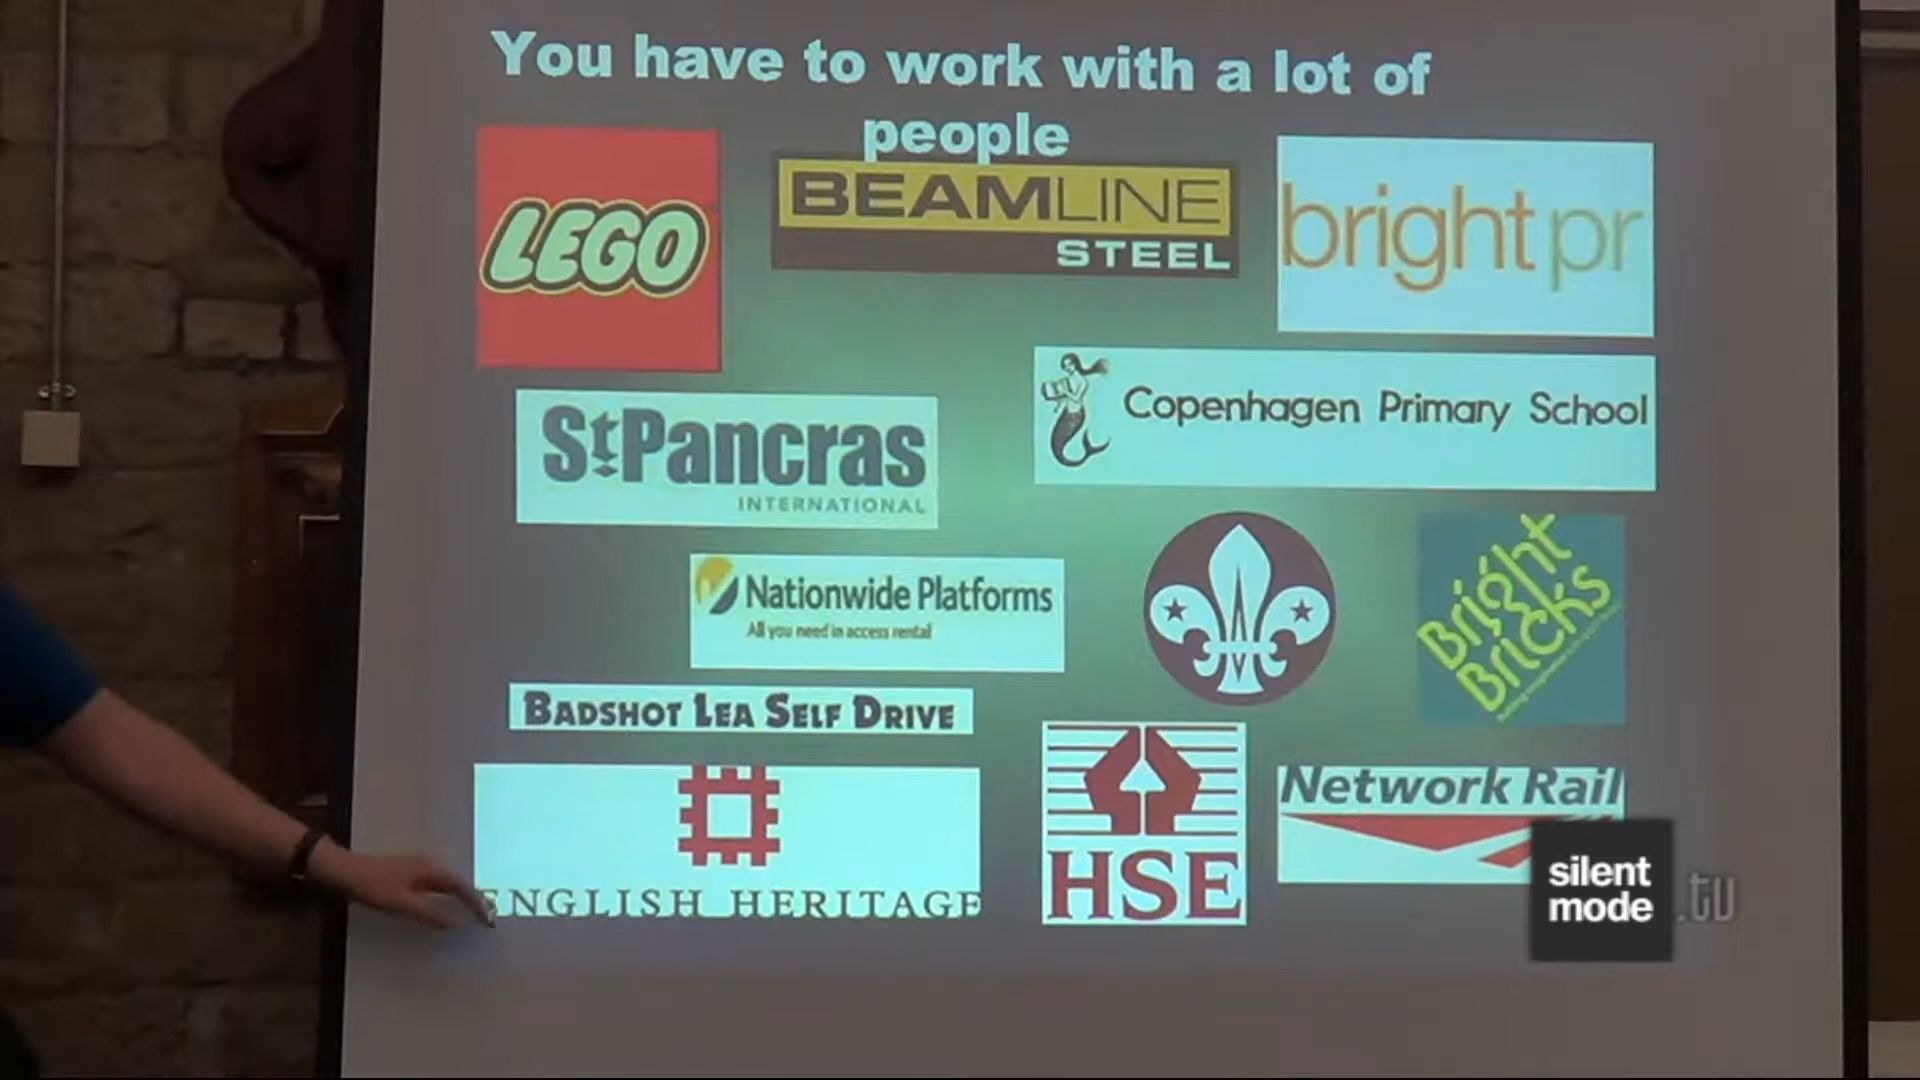 You have to work with a lot of
people
LEGO
BEAMLINE
STEEL
bright pr
Copenhagen Primary School
St Pancras
INTERNATIONAL
Nationwide Platforms
All you need in access rental
Bright
Bricks
BADSHOT LEA SELF DRIVE
ENGLISH HERITAGE
HSE
Network Rail
silent
mode
.tv